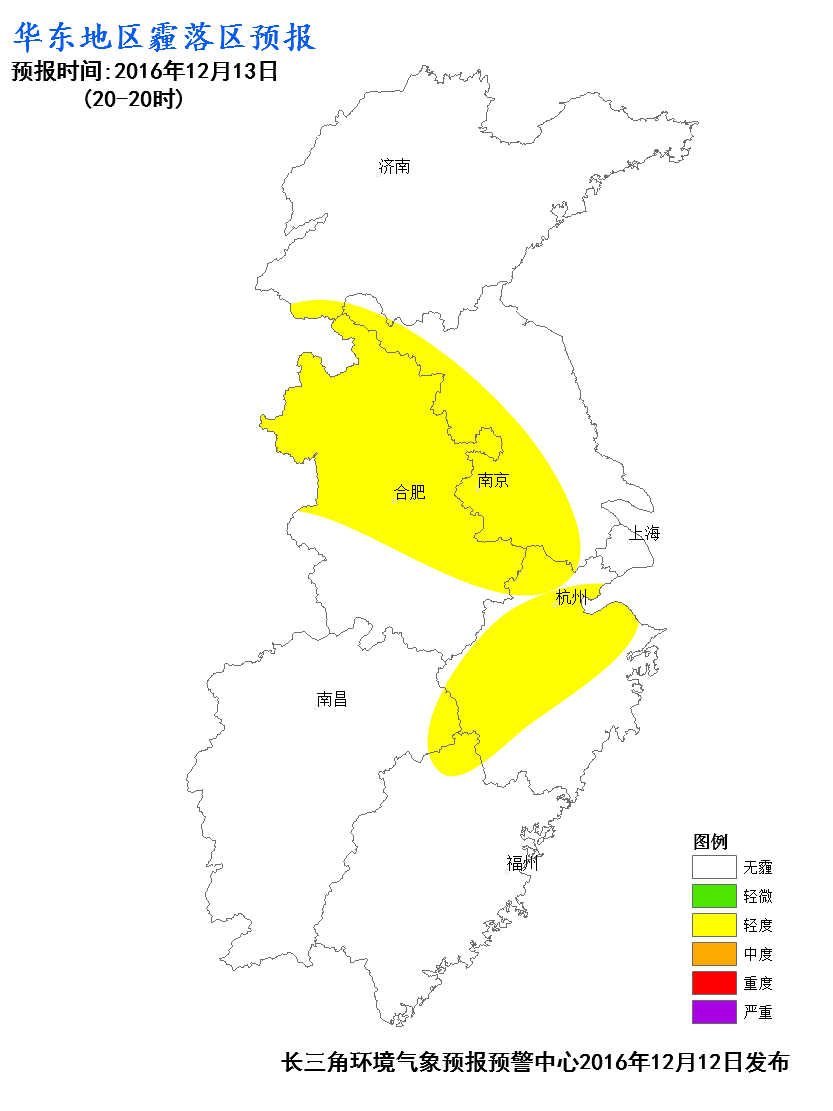 华东地区霾落区预报
预报时间:2016年12月13日
(20-20时)
济南
合肥
南京
上海
杭州
南昌
福州
图例
无霾
轻微
轻度
中度
重度
严重
长三角环境气象预报预警中心2016年12月12日发布